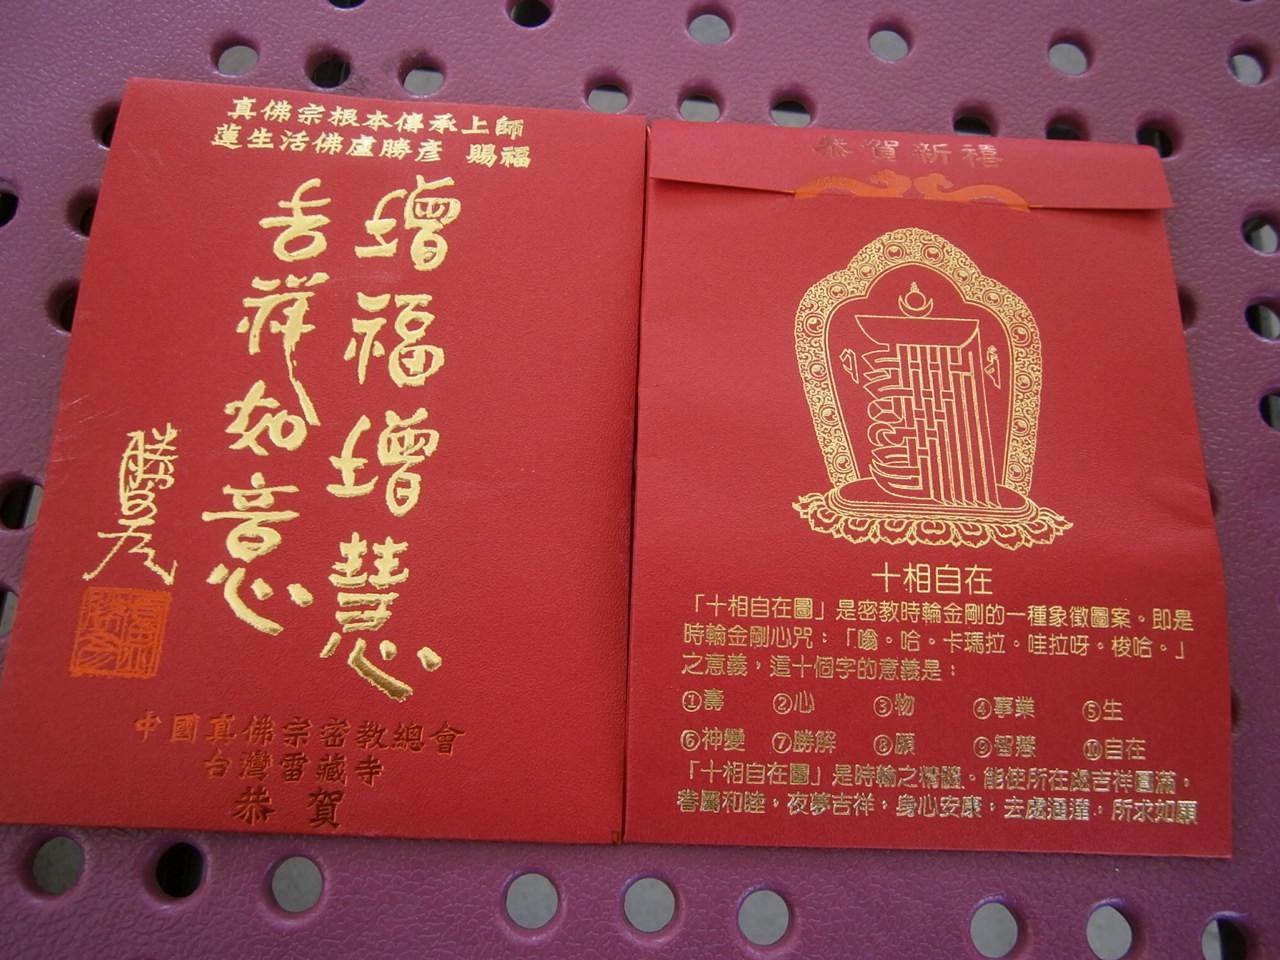 真佛宗根本傳承上師
蓮生活佛盧勝彥 賜福
增福增慧
吉祥如意
勝彥
中國真佛宗密教總會
台灣雷藏寺
恭賀
恭賀新禧
十相自在
「十相自在圖」是密教時輪金剛的一種象徵圖案。即是
時輪金剛心咒：「嗡。哈。卡瑪拉。哇拉呀。梭哈。」
之意義，這十個字的意義是：
①壽 ②心 ③物 ④事業 ⑤生
⑥神變 ⑦勝解 ⑧願 ⑨智慧 ⑩自在
「十相自在圖」是時輪之精髓。能使所在處吉祥圓滿，
眷屬和睦，夜夢吉祥，身心安康，去處通達，所求如願